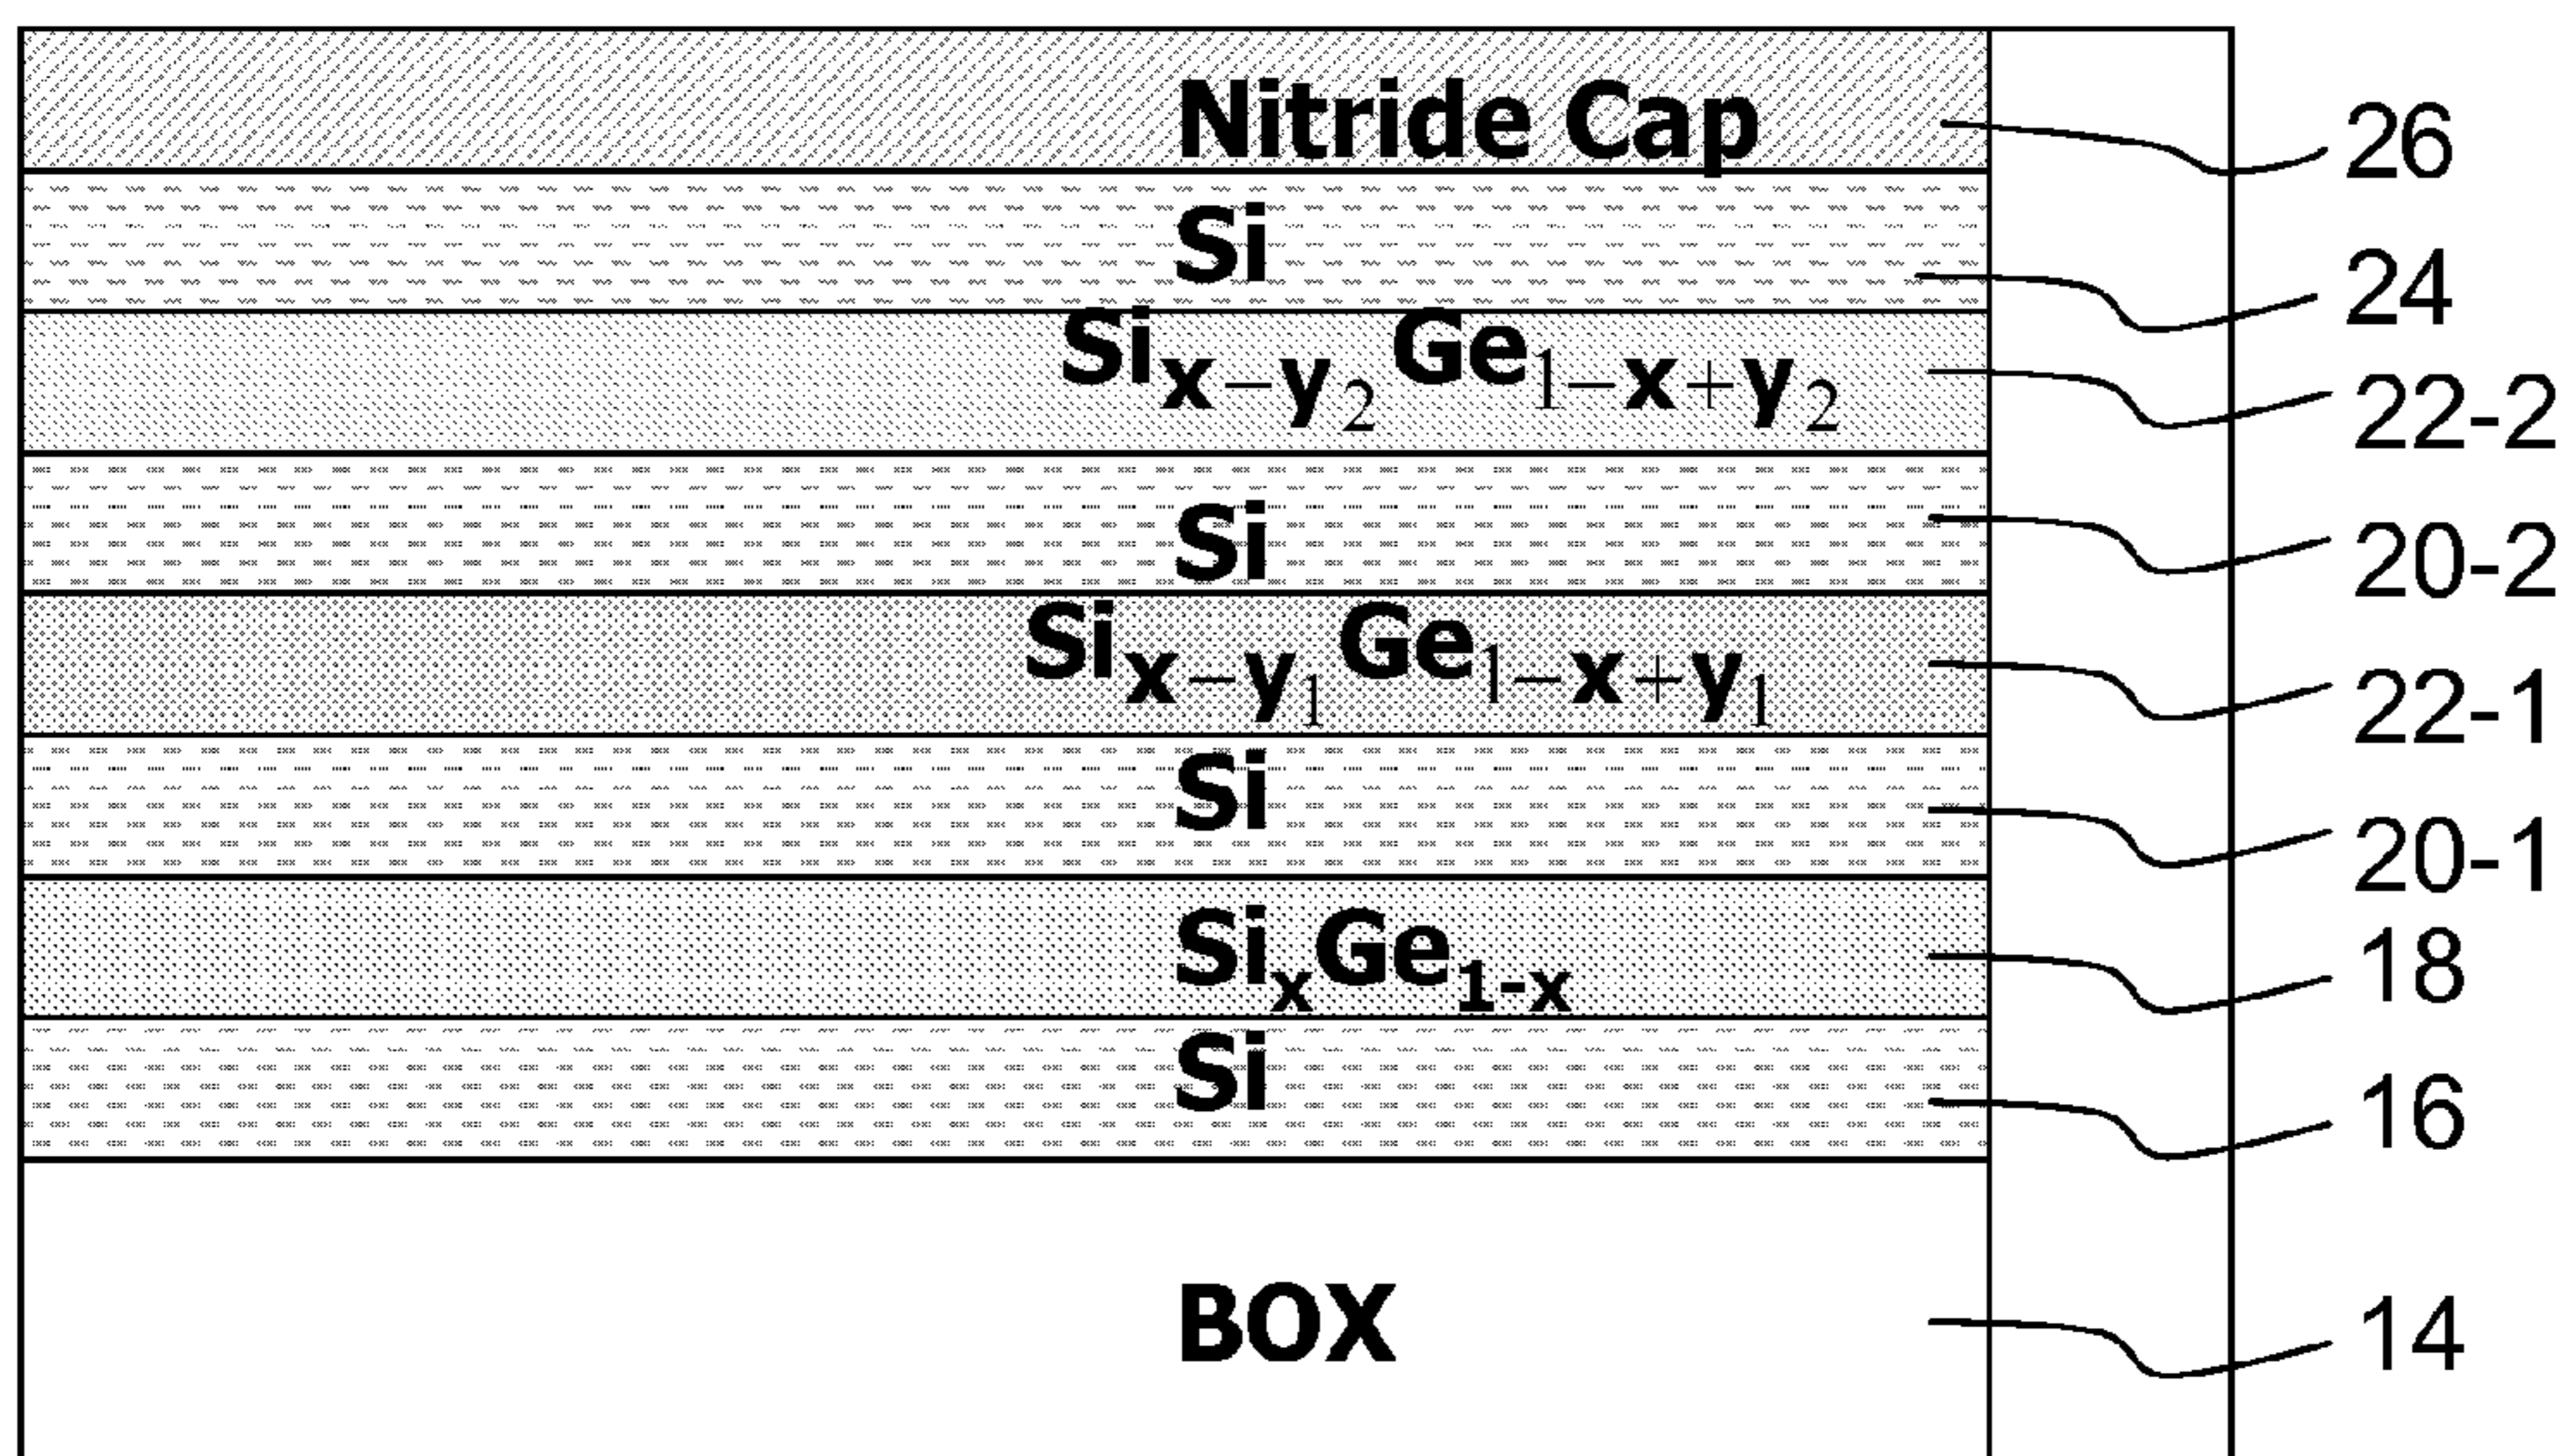 Nitride Cap 26
Si 24
Six−y2Ge1−x+y2 22-2
Si 20-2
Six−y1Ge1−x+y1 22-1
Si 20-1
SixGe1-x 18
Si 16
BOX 14